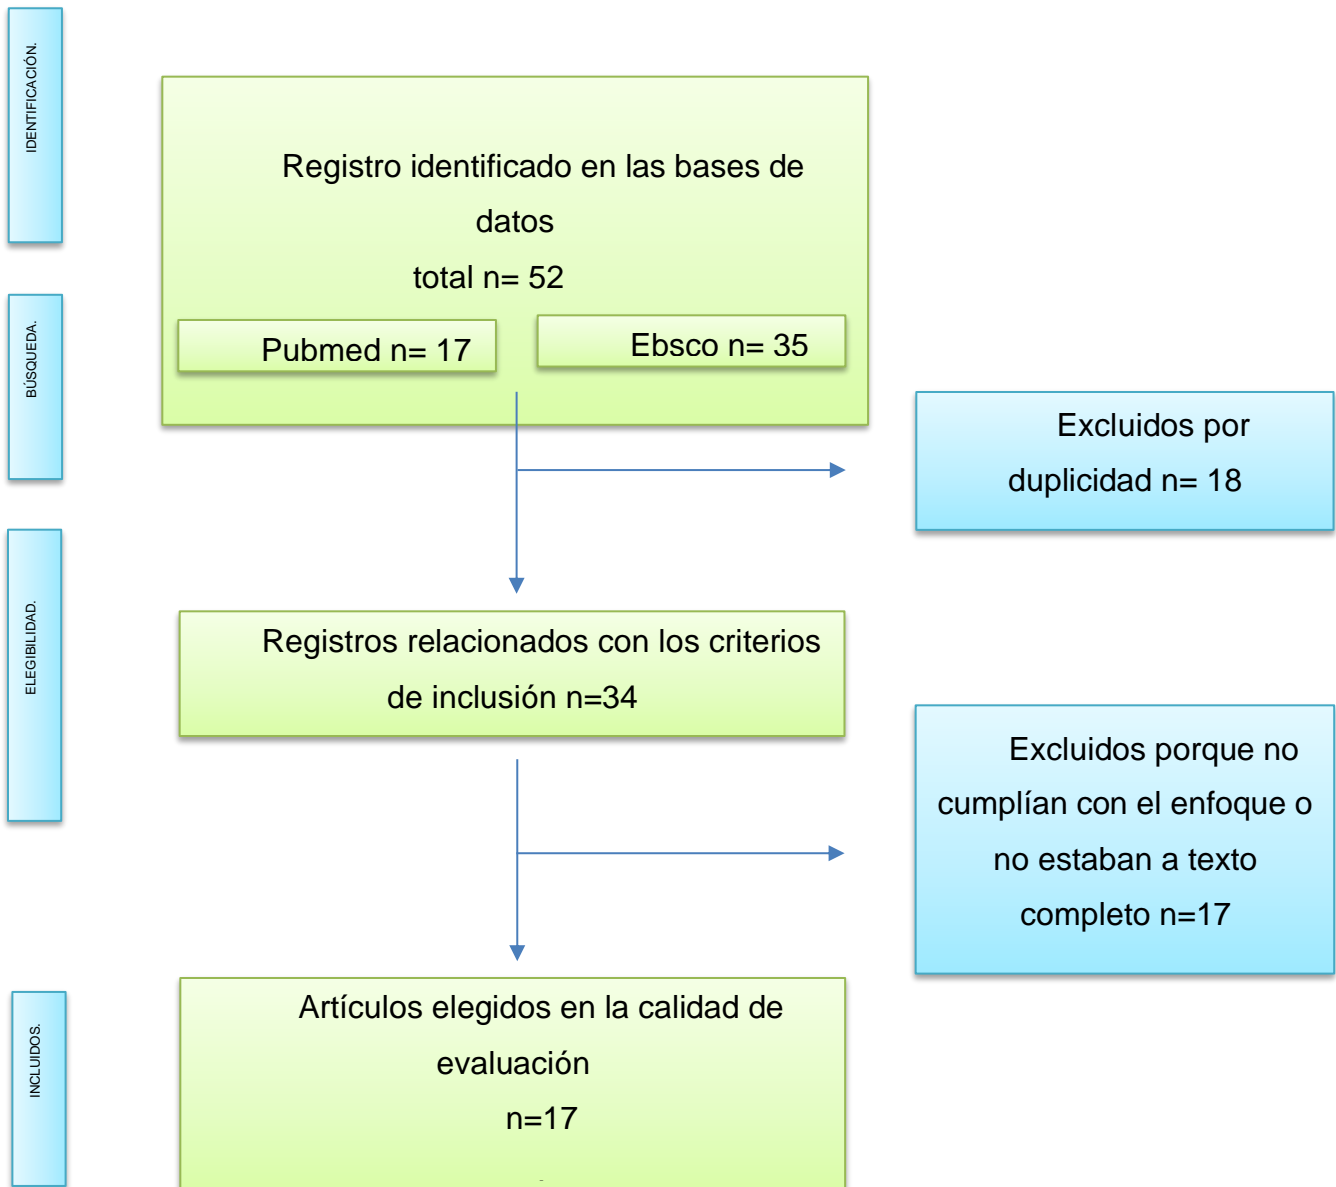 IDENTIFICACIÓN.
Registro identificado en las bases de
datos
total n= 52
Pubmed n= 17
Ebsco n= 35
BÚSQUEDA.
Excluidos por
duplicidad n= 18
ELEGIBILIDAD.
Registros relacionados con los criterios
de inclusión n=34
Excluidos porque no
cumplían con el enfoque o
no estaban a texto
completo n=17
INCLUIDOS.
Artículos elegidos en la calidad de
evaluación
n=17